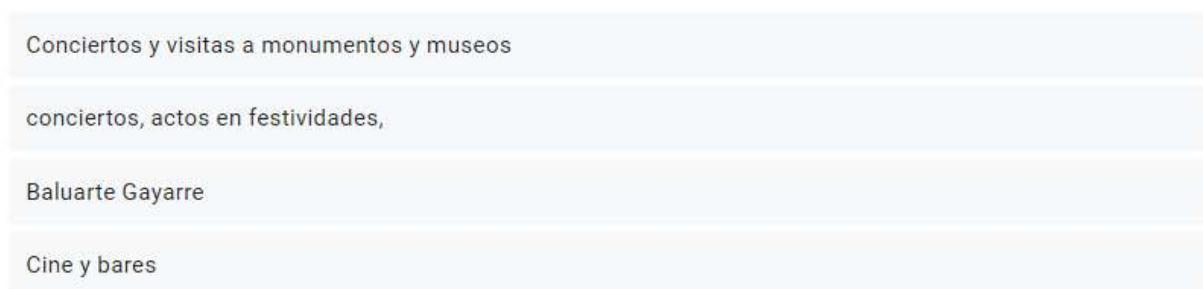 Conciertos y visitas a monumentos y museos
conciertos, actos en festividades,
Baluarte Gayarre
Cine y bares